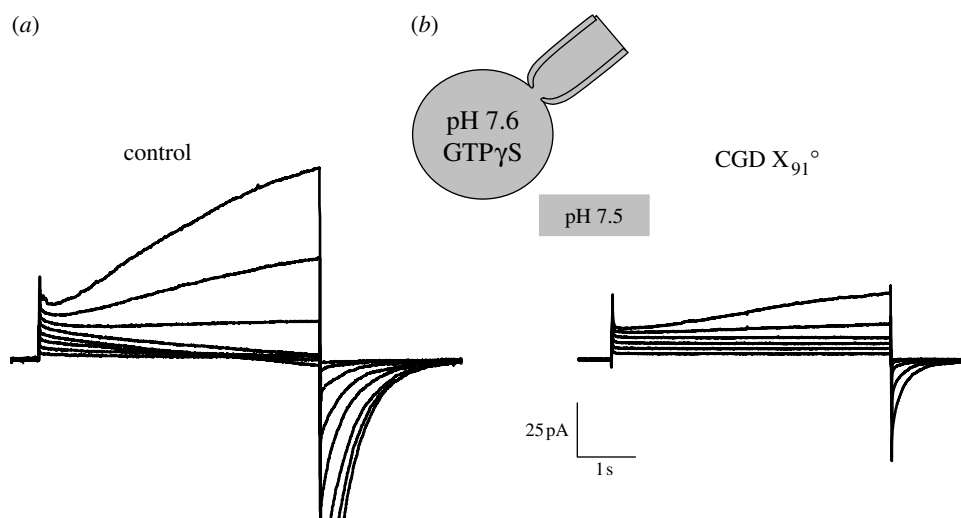 (a)
(b)
pH 7.6
GTPγS
control
CGD X91°
pH 7.5
25 pA
1 s